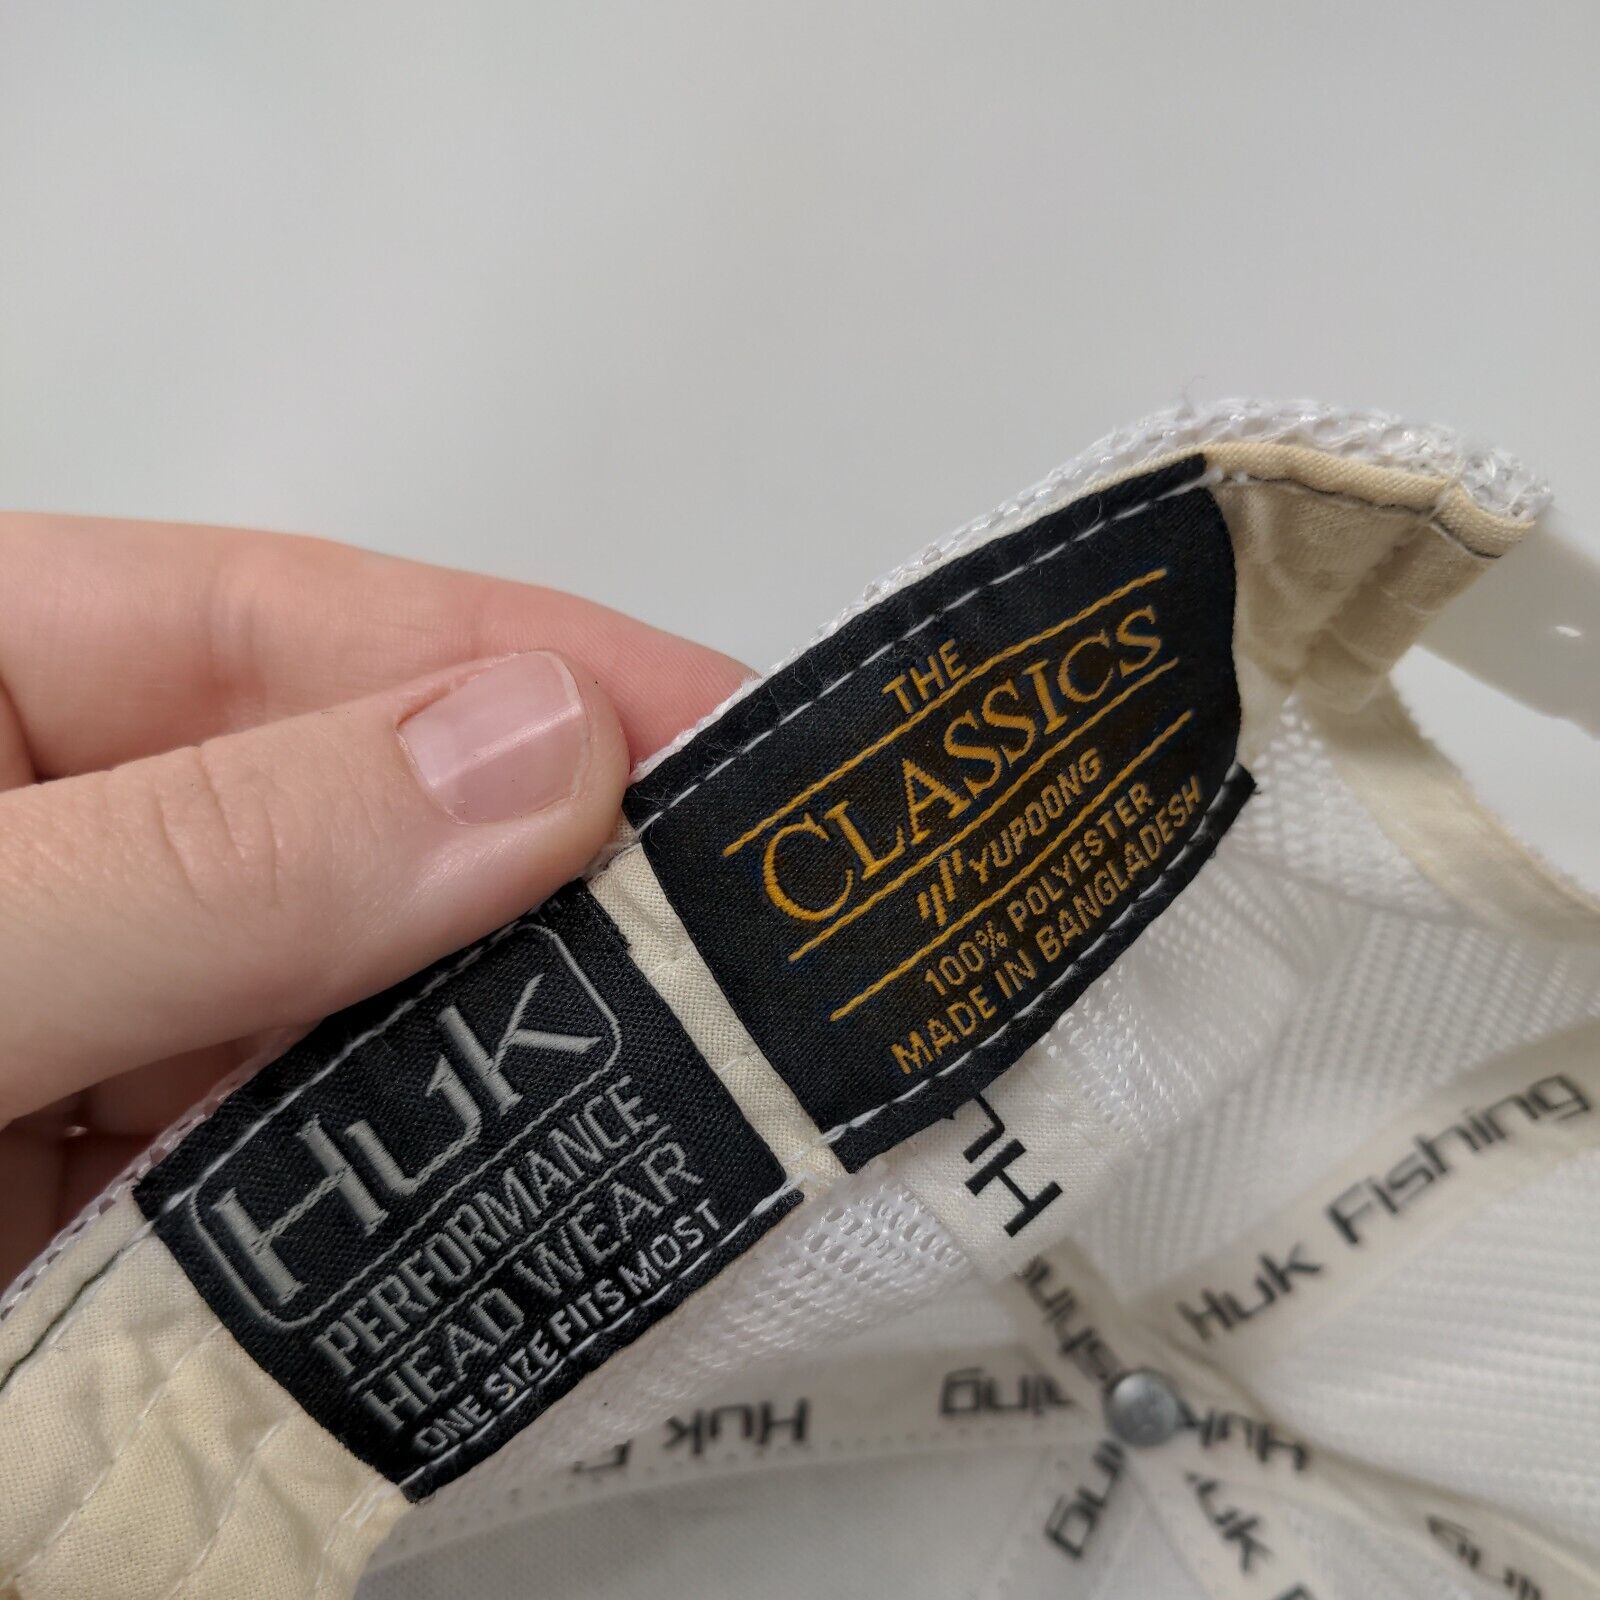 THE
CLASSICS
YUPOONG
100% POLYESTER
MADE IN BANGLADESH
Huk
PERFORMANCE
HEAD WEAR
ONE SIZE FITS MOST
Huk Fishing
Huk F
Huk